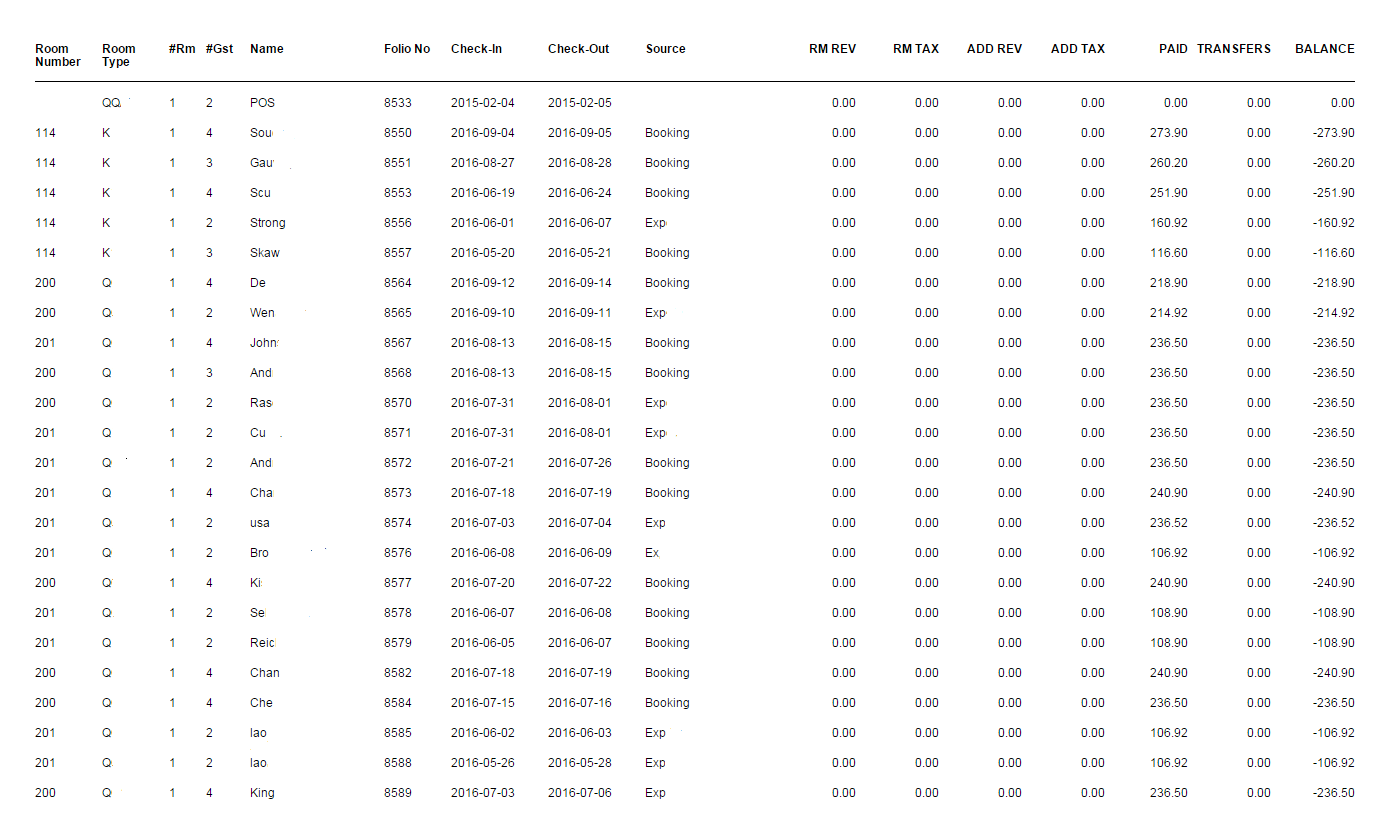 Room Number Room Type #Rm #Gst Name Folio No Check-In Check-Out Source RM REV RM TAX ADD REV ADD TAX PAID TRANSFERS BALANCE
QQ 1 2 POS 8533 2015-02-04 2015-02-05 0.00 0.00 0.00 0.00 0.00 0.00 0.00
114 K 1 4 Sou 8550 2016-09-04 2016-09-05 Booking 0.00 0.00 0.00 0.00 273.90 0.00 -273.90
114 K 1 3 Gau 8551 2016-08-27 2016-08-28 Booking 0.00 0.00 0.00 0.00 260.20 0.00 -260.20
114 K 1 4 Scu 8553 2016-06-19 2016-06-24 Booking 0.00 0.00 0.00 0.00 251.90 0.00 -251.90
114 K 1 2 Strong 8556 2016-06-01 2016-06-07 Exp 0.00 0.00 0.00 0.00 160.92 0.00 -160.92
114 K 1 3 Skaw 8557 2016-05-20 2016-05-21 Booking 0.00 0.00 0.00 0.00 116.60 0.00 -116.60
200 Q 1 4 De 8564 2016-09-12 2016-09-14 Booking 0.00 0.00 0.00 0.00 218.90 0.00 -218.90
200 Q 1 2 Wen 8565 2016-09-10 2016-09-11 Exp 0.00 0.00 0.00 0.00 214.92 0.00 -214.92
201 Q 1 4 John 8567 2016-08-13 2016-08-15 Booking 0.00 0.00 0.00 0.00 236.50 0.00 -236.50
200 Q 1 3 And 8568 2016-08-13 2016-08-15 Booking 0.00 0.00 0.00 0.00 236.50 0.00 -236.50
200 Q 1 2 Ras 8570 2016-07-31 2016-08-01 Exp 0.00 0.00 0.00 0.00 236.50 0.00 -236.50
201 Q 1 2 Cu 8571 2016-07-31 2016-08-01 Exp 0.00 0.00 0.00 0.00 236.50 0.00 -236.50
201 Q 1 2 And 8572 2016-07-21 2016-07-26 Booking 0.00 0.00 0.00 0.00 236.50 0.00 -236.50
201 Q 1 4 Cha 8573 2016-07-18 2016-07-19 Booking 0.00 0.00 0.00 0.00 240.90 0.00 -240.90
201 Q 1 2 usa 8574 2016-07-03 2016-07-04 Exp 0.00 0.00 0.00 0.00 236.52 0.00 -236.52
201 Q 1 2 Bro 8576 2016-06-08 2016-06-09 Ex 0.00 0.00 0.00 0.00 106.92 0.00 -106.92
200 Q 1 4 Ki 8577 2016-07-20 2016-07-22 Booking 0.00 0.00 0.00 0.00 240.90 0.00 -240.90
201 Q 1 2 Se 8578 2016-06-07 2016-06-08 Booking 0.00 0.00 0.00 0.00 108.90 0.00 -108.90
201 Q 1 2 Reic 8579 2016-06-05 2016-06-07 Booking 0.00 0.00 0.00 0.00 108.90 0.00 -108.90
200 Q 1 4 Chan 8582 2016-07-18 2016-07-19 Booking 0.00 0.00 0.00 0.00 240.90 0.00 -240.90
200 Q 1 4 Che 8584 2016-07-15 2016-07-16 Booking 0.00 0.00 0.00 0.00 236.50 0.00 -236.50
201 Q 1 2 lao 8585 2016-06-02 2016-06-03 Exp 0.00 0.00 0.00 0.00 106.92 0.00 -106.92
201 Q 1 2 lao 8588 2016-05-26 2016-05-28 Exp 0.00 0.00 0.00 0.00 106.92 0.00 -106.92
200 Q 1 4 King 8589 2016-07-03 2016-07-06 Exp 0.00 0.00 0.00 0.00 236.50 0.00 -236.50